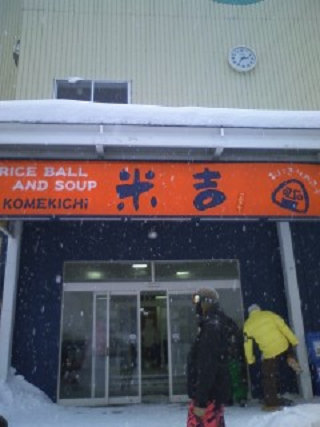 RICE BALL
AND SOUP
KOMEKICHi
米吉